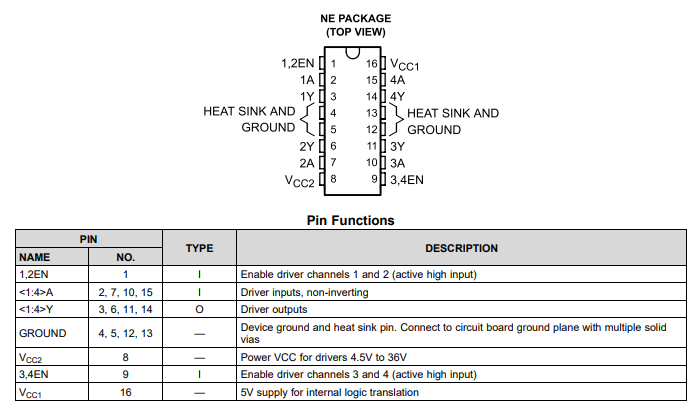 NE PACKAGE
(TOP VIEW)
1,2EN 1 16 VCC1
1A 2 15 4A
1Y 3 14 4Y
HEAT SINK AND GROUND 4 13 HEAT SINK AND GROUND
5 12
2Y 6 11 3Y
2A 7 10 3A
VCC2 8 9 3,4EN
Pin Functions
PIN TYPE DESCRIPTION
NAME NO.
1,2EN 1 I Enable driver channels 1 and 2 (active high input)
<1:4>A 2, 7, 10, 15 I Driver inputs, non-inverting
<1:4>Y 3, 6, 11, 14 O Driver outputs
GROUND 4, 5, 12, 13 — Device ground and heat sink pin. Connect to circuit board ground plane with multiple solid
vias
VCC2 8 — Power VCC for drivers 4.5V to 36V
3,4EN 9 I Enable driver channels 3 and 4 (active high input)
VCC1 16 — 5V supply for internal logic translation